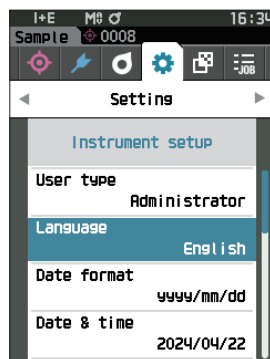 I+E M0 16:34
Sample 0008
-JOB
Setting
Instrument setup
User type
Administrator
Language
English
Date format
yyyy/mm/dd
Date & time
2024/04/22